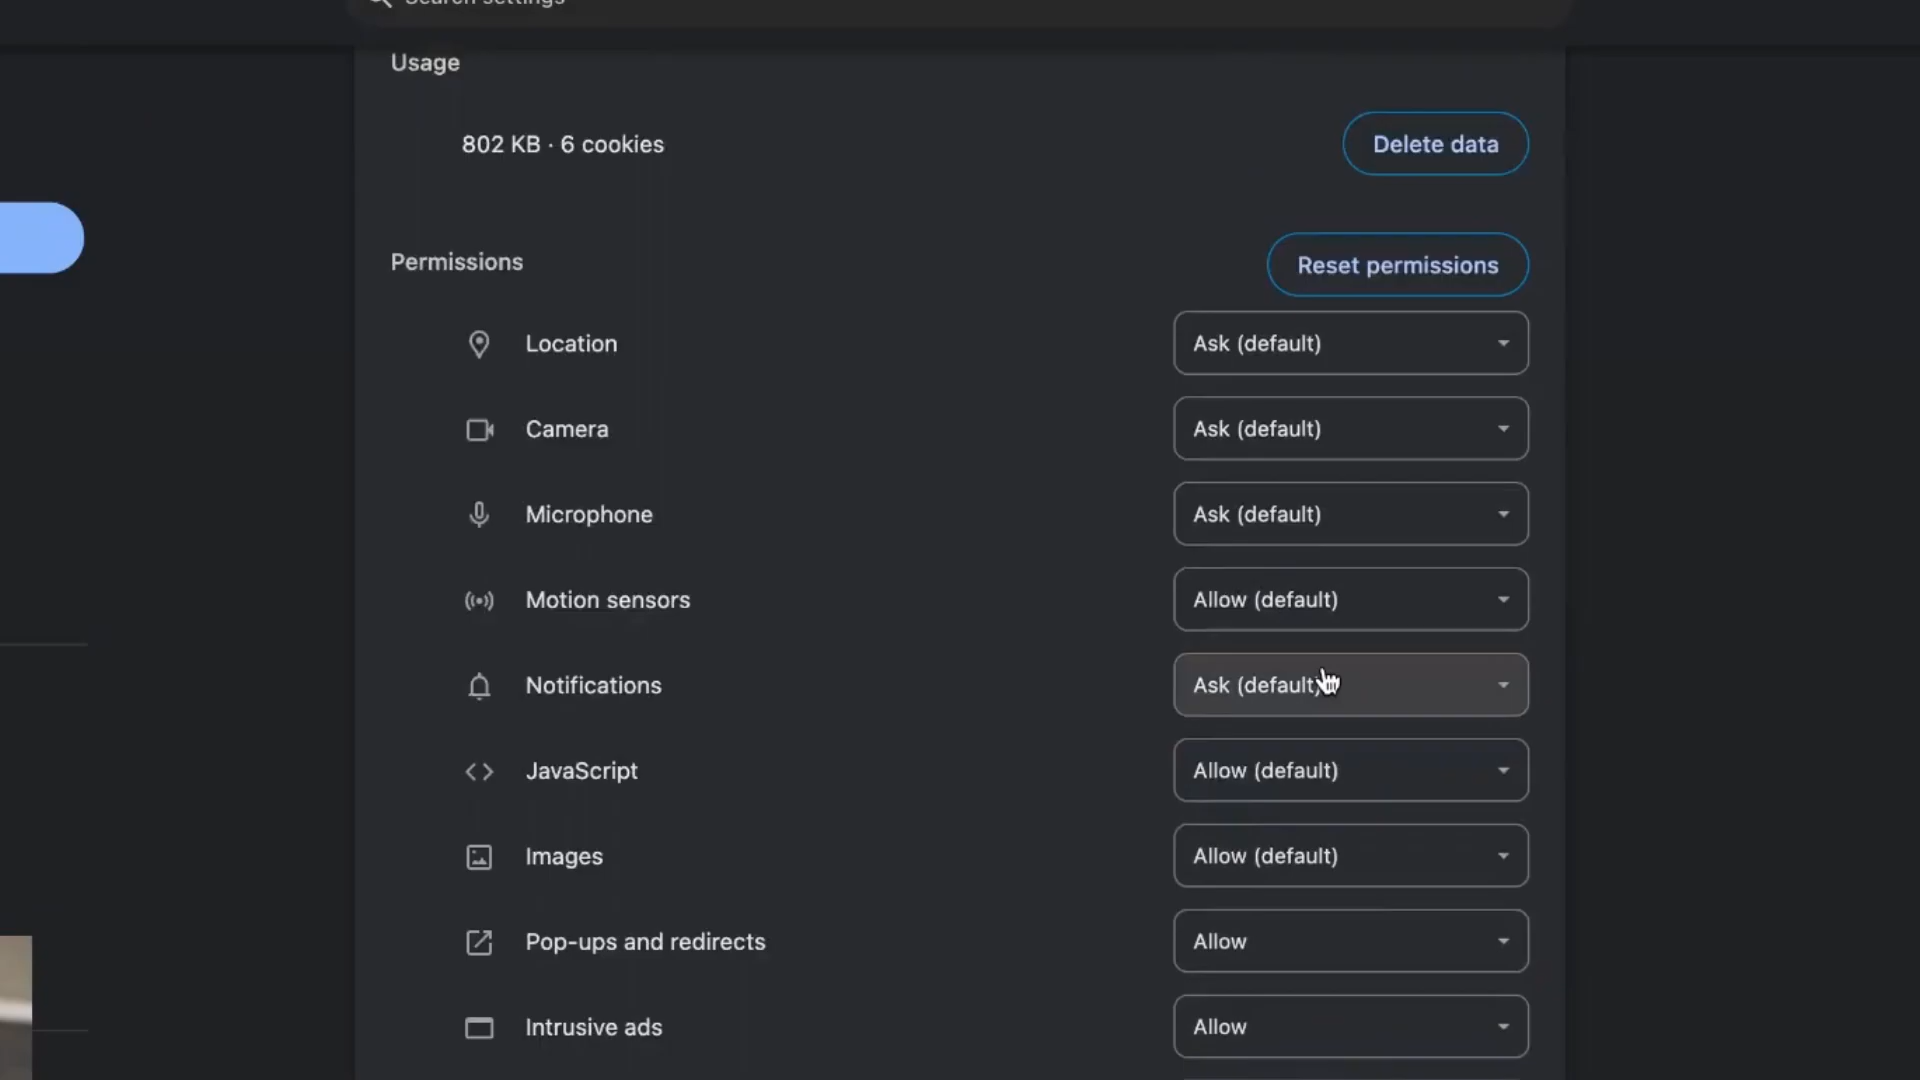 Search settings
Usage
802 KB · 6 cookies
Delete data
Permissions
Reset permissions
Location
Ask (default)
Camera
Ask (default)
Microphone
Ask (default)
Motion sensors
Allow (default)
Notifications
Ask (default)
JavaScript
Allow (default)
Images
Allow (default)
Pop-ups and redirects
Allow
Intrusive ads
Allow